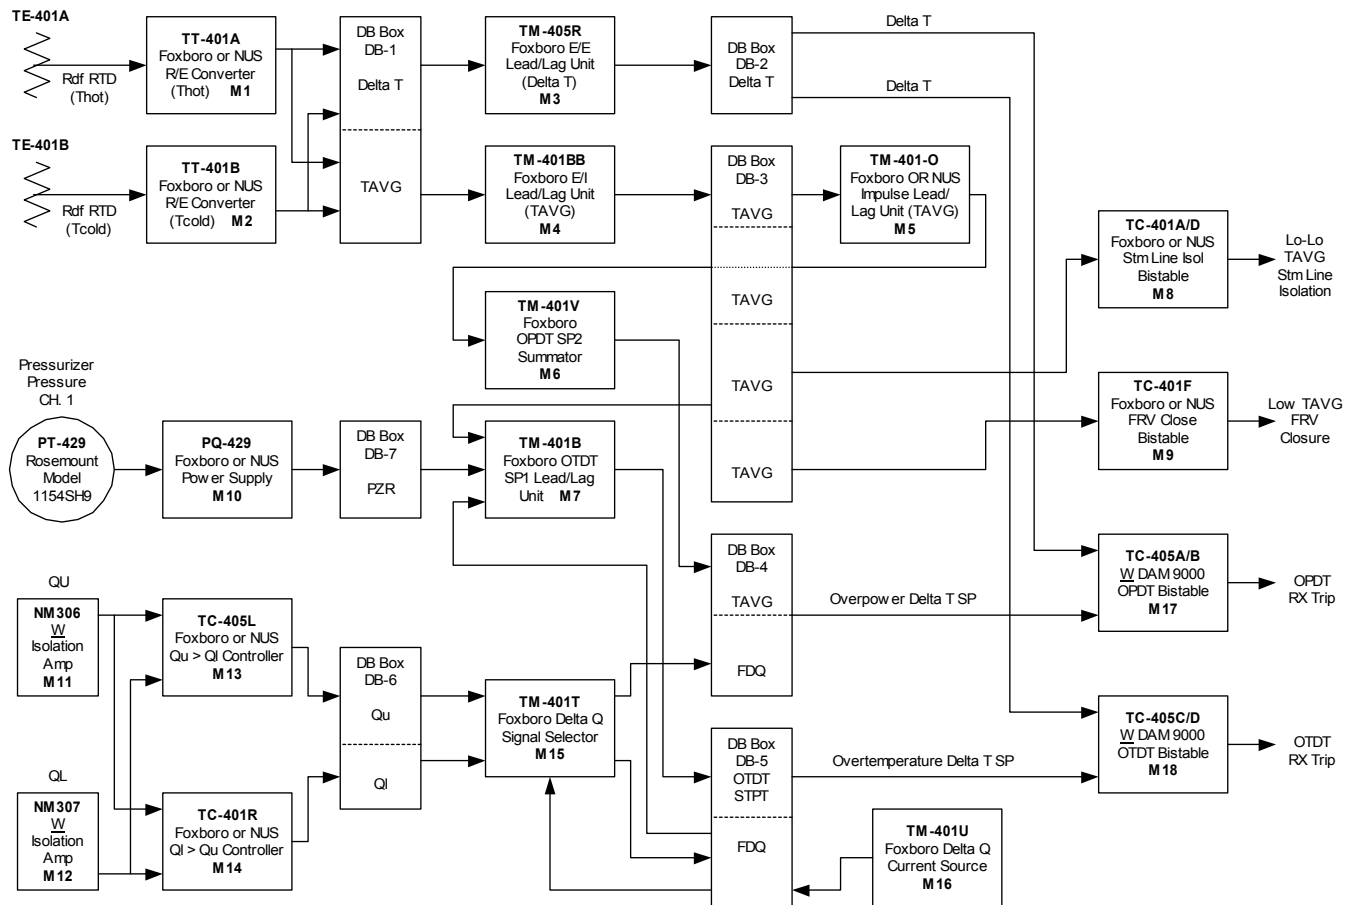 TE-401A
Rdf RTD
(Thot)
TT-401A
Foxboro or NUS
R/E Converter
(Thot) M1
DB Box
DB-1
Delta T
TAVG
TM-405R
Foxboro E/E
Lead/Lag Unit
(Delta T)
M3
DB Box
DB-2
Delta T
Delta T
Delta T
TE-401B
Rdf RTD
(Tcold)
TT-401B
Foxboro or NUS
R/E Converter
(Tcold) M2
TM-401BB
Foxboro E/I
Lead/Lag Unit
(TAVG)
M4
DB Box
DB-3
TAVG
TAVG
TAVG
TAVG
TM-401-O
Foxboro OR NUS
Impulse Lead/
Lag Unit (TAVG)
M5
TC-401A/D
Foxboro or NUS
Stm Line Isol
Bistable
M8
Lo-Lo
TAVG
Stm Line
Isolation
TM-401V
Foxboro
OPDT SP2
Summator
M6
Pressurizer
Pressure
CH. 1
PT-429
Rosemount
Model
1154SH9
PQ-429
Foxboro or NUS
Power Supply
M10
DB Box
DB-7
PZR
TM-401B
Foxboro OTDT
SP1 Lead/Lag
Unit M7
TC-401F
Foxboro or NUS
FRV Close
Bistable
M9
Low TAVG
FRV
Closure
QU
NM306
W
Isolation
Amp
M11
TC-405L
Foxboro or NUS
Qu > Ql Controller
M13
DB Box
DB-6
Qu
Ql
TM-401T
Foxboro Delta Q
Signal Selector
M15
DB Box
DB-4
TAVG
FDQ
Overpower Delta T SP
TC-405A/B
W DAM 9000
OPDT Bistable
M17
OPDT
RX Trip
QL
NM307
W
Isolation
Amp
M12
TC-401R
Foxboro or NUS
Ql > Qu Controller
M14
DB Box
DB-5
OTDT
STPT
FDQ
Overtemperature Delta T SP
TC-405C/D
W DAM 9000
OTDT Bistable
M18
OTDT
RX Trip
TM-401U
Foxboro Delta Q
Current Source
M16